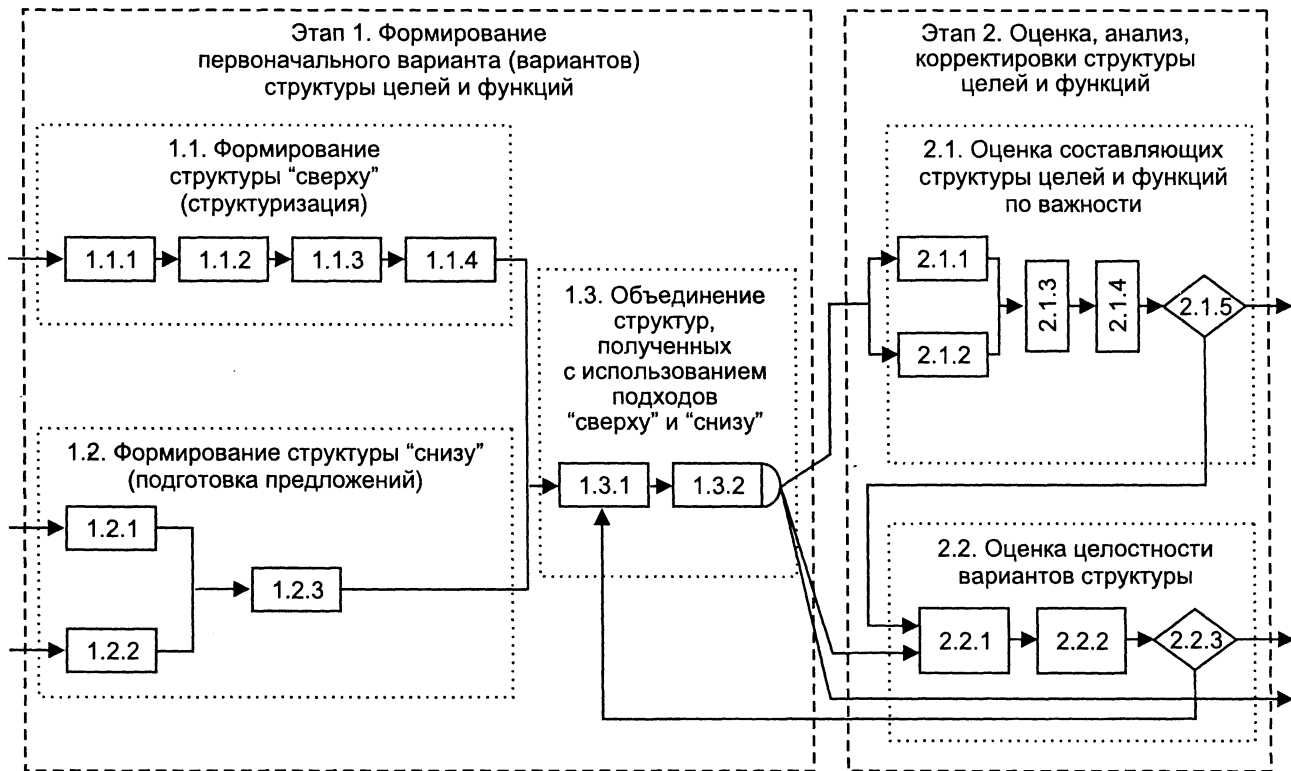 Этап 1. Формирование
первоначального варианта (вариантов)
структуры целей и функций
1.1. Формирование
структуры “сверху”
(структуризация)
1.1.1
1.1.2
1.1.3
1.1.4
1.2. Формирование структуры “снизу”
(подготовка предложений)
1.2.1
1.2.2
1.2.3
1.3. Объединение
структур,
полученных
с использованием
подходов
“сверху” и “снизу”
1.3.1
1.3.2
Этап 2. Оценка, анализ,
корректировки структуры
целей и функций
2.1. Оценка составляющих
структуры целей и функций
по важности
2.1.1
2.1.2
2.1.3
2.1.4
2.1.5
2.2. Оценка целостности
вариантов структуры
2.2.1
2.2.2
2.2.3